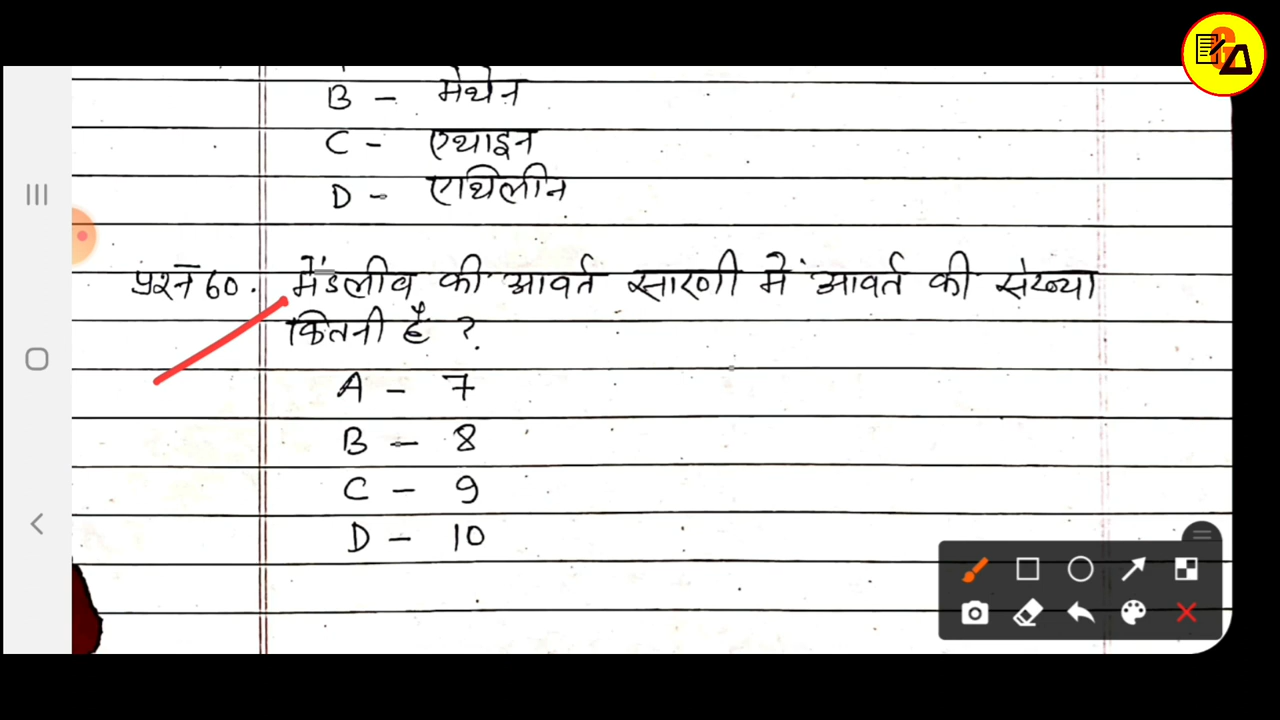 B - मेथेन
C - एथाइन
D - एथिलीन
प्रश्न 60. मेंडलीव की आवर्त सारणी में आवर्त की संख्या
कितनी है ?
A - 7
B - 8
C - 9
D - 10